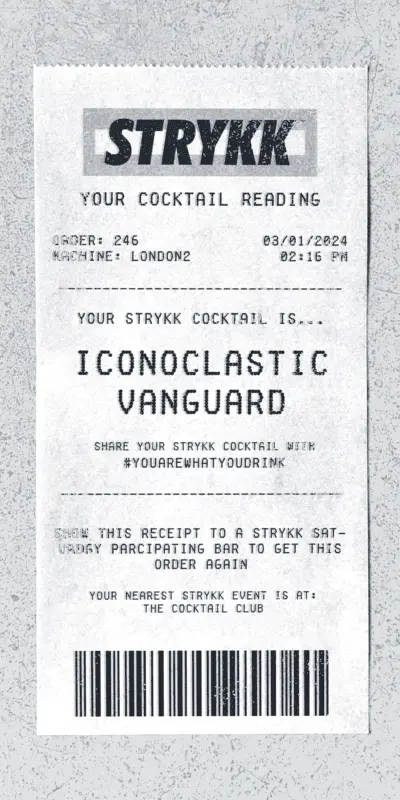 STRYKK
YOUR COCKTAIL READING
ORDER: 246 03/01/2024
MACHINE: LONDON2 02:16 PM
YOUR STRYKK COCKTAIL IS...
ICONOCLASTIC
VANGUARD
SHARE YOUR STRYKK COCKTAIL WITH
#YOUAREWHATYOUDRINK
SHOW THIS RECEIPT TO A STRYKK SAT-
URDAY PARCIPATING BAR TO GET THIS
ORDER AGAIN
YOUR NEAREST STRYKK EVENT IS AT:
THE COCKTAIL CLUB